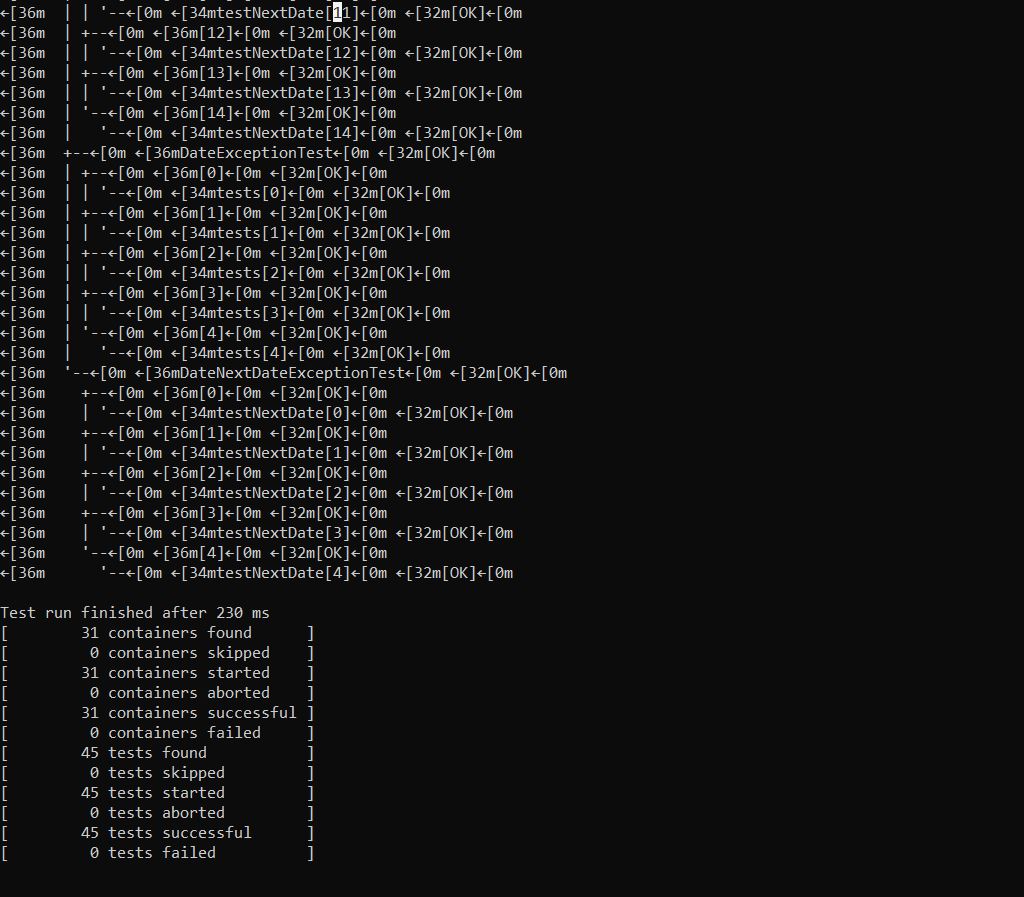 ←[36m  | | '--←[0m ←[34mtestNextDate[11]←[0m ←[32m[OK]←[0m
←[36m  | +--←[0m ←[36m[12]←[0m ←[32m[OK]←[0m
←[36m  | | '--←[0m ←[34mtestNextDate[12]←[0m ←[32m[OK]←[0m
←[36m  | +--←[0m ←[36m[13]←[0m ←[32m[OK]←[0m
←[36m  | | '--←[0m ←[34mtestNextDate[13]←[0m ←[32m[OK]←[0m
←[36m  | '--←[0m ←[36m[14]←[0m ←[32m[OK]←[0m
←[36m  |   '--←[0m ←[34mtestNextDate[14]←[0m ←[32m[OK]←[0m
←[36m  +--←[0m ←[36mDateExceptionTest←[0m ←[32m[OK]←[0m
←[36m  | +--←[0m ←[36m[0]←[0m ←[32m[OK]←[0m
←[36m  | | '--←[0m ←[34mtests[0]←[0m ←[32m[OK]←[0m
←[36m  | +--←[0m ←[36m[1]←[0m ←[32m[OK]←[0m
←[36m  | | '--←[0m ←[34mtests[1]←[0m ←[32m[OK]←[0m
←[36m  | +--←[0m ←[36m[2]←[0m ←[32m[OK]←[0m
←[36m  | | '--←[0m ←[34mtests[2]←[0m ←[32m[OK]←[0m
←[36m  | +--←[0m ←[36m[3]←[0m ←[32m[OK]←[0m
←[36m  | | '--←[0m ←[34mtests[3]←[0m ←[32m[OK]←[0m
←[36m  | '--←[0m ←[36m[4]←[0m ←[32m[OK]←[0m
←[36m  |   '--←[0m ←[34mtests[4]←[0m ←[32m[OK]←[0m
←[36m  '--←[0m ←[36mDateNextDateExceptionTest←[0m ←[32m[OK]←[0m
←[36m    +--←[0m ←[36m[0]←[0m ←[32m[OK]←[0m
←[36m    | '--←[0m ←[34mtestNextDate[0]←[0m ←[32m[OK]←[0m
←[36m    +--←[0m ←[36m[1]←[0m ←[32m[OK]←[0m
←[36m    | '--←[0m ←[34mtestNextDate[1]←[0m ←[32m[OK]←[0m
←[36m    +--←[0m ←[36m[2]←[0m ←[32m[OK]←[0m
←[36m    | '--←[0m ←[34mtestNextDate[2]←[0m ←[32m[OK]←[0m
←[36m    +--←[0m ←[36m[3]←[0m ←[32m[OK]←[0m
←[36m    | '--←[0m ←[34mtestNextDate[3]←[0m ←[32m[OK]←[0m
←[36m    '--←[0m ←[36m[4]←[0m ←[32m[OK]←[0m
←[36m      '--←[0m ←[34mtestNextDate[4]←[0m ←[32m[OK]←[0m
Test run finished after 230 ms
[        31 containers found      ]
[         0 containers skipped    ]
[        31 containers started    ]
[         0 containers aborted    ]
[        31 containers successful ]
[         0 containers failed     ]
[        45 tests found           ]
[         0 tests skipped         ]
[        45 tests started         ]
[         0 tests aborted         ]
[        45 tests successful      ]
[         0 tests failed          ]